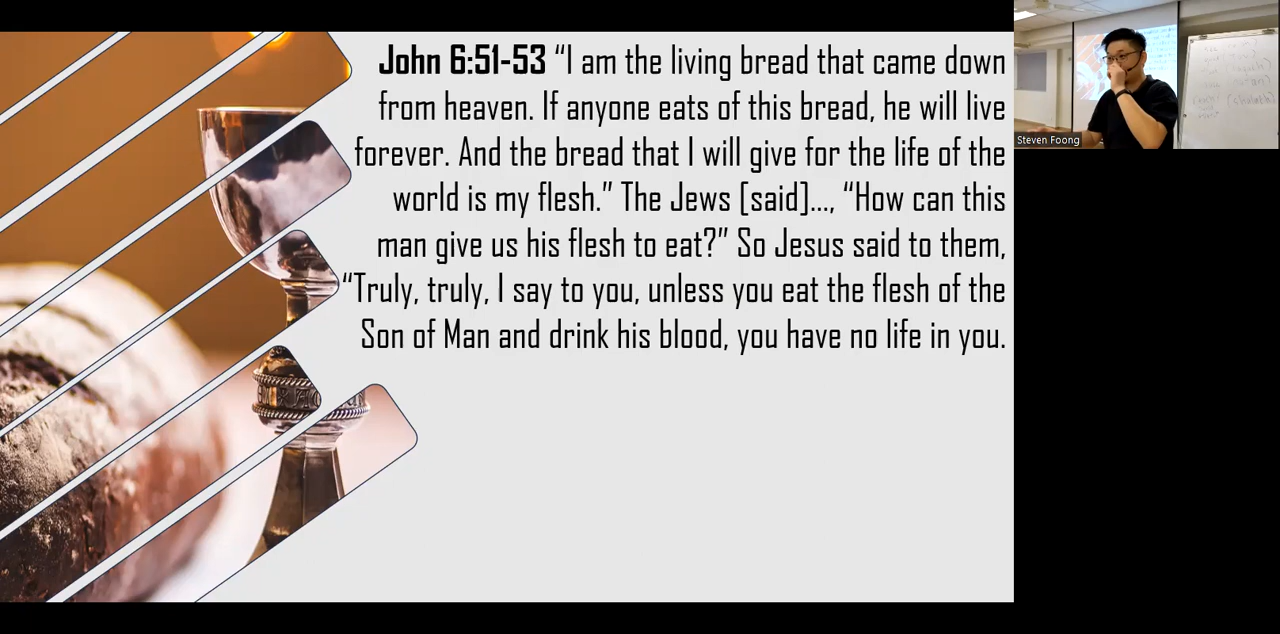 John 6:51-53 “I am the living bread that came down
from heaven. If anyone eats of this bread, he will live
forever. And the bread that I will give for the life of the
world is my flesh.” The Jews [said]…, “How can this
man give us his flesh to eat?” So Jesus said to them,
“Truly, truly, I say to you, unless you eat the flesh of the
Son of Man and drink his blood, you have no life in you.
Steven Foong